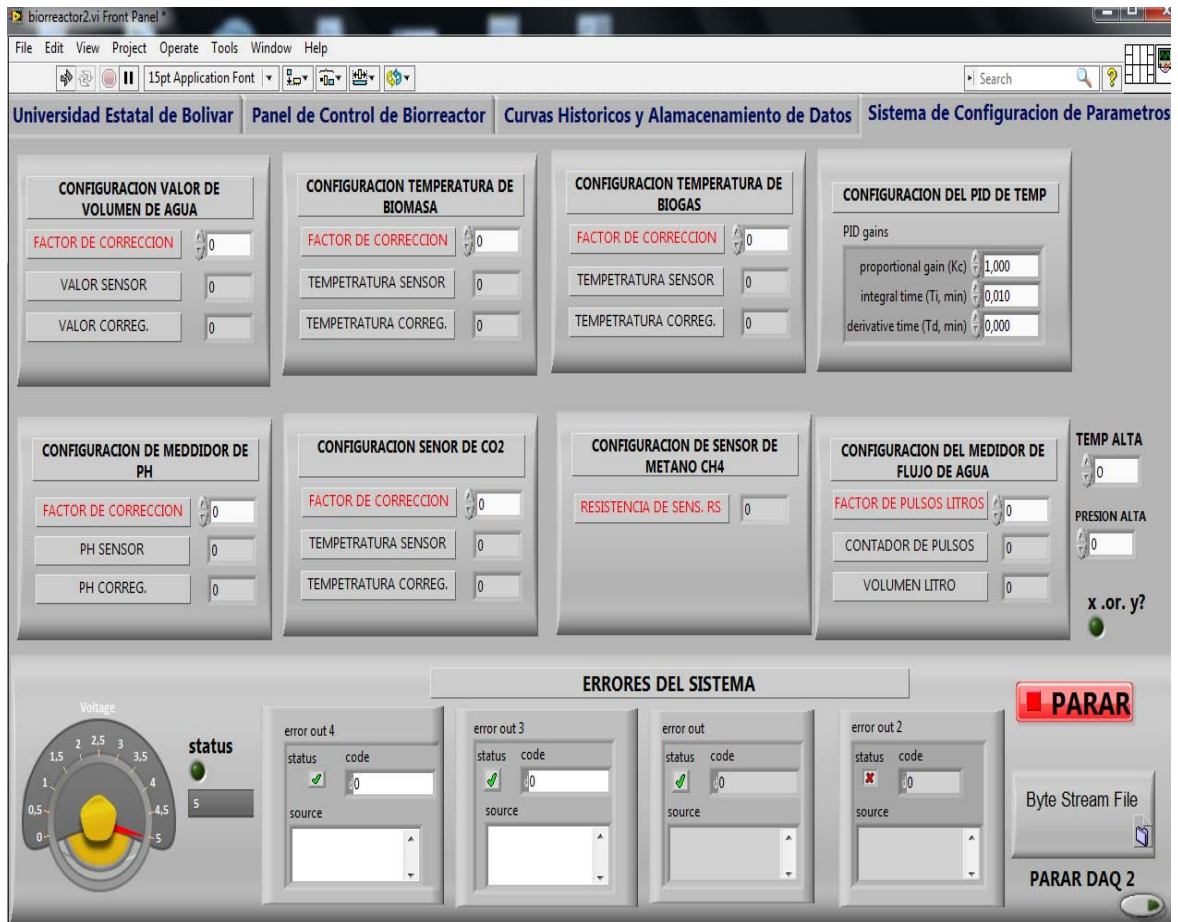 biorreactor2.vi Front Panel *
File Edit View Project Operate Tools Window Help
15pt Application Font
Search
Universidad Estatal de Bolivar
Panel de Control de Biorreactor
Curvas Historicos y Alamacenamiento de Datos
Sistema de Configuracion de Parametros
CONFIGURACION VALOR DE
VOLUMEN DE AGUA
FACTOR DE CORRECCION 0
VALOR SENSOR 0
VALOR CORREG. 0
CONFIGURACION TEMPERATURA DE
BIOMASA
FACTOR DE CORRECCION 0
TEMPETRATURA SENSOR 0
TEMPETRATURA CORREG. 0
CONFIGURACION TEMPERATURA DE
BIOGAS
FACTOR DE CORRECCION 0
TEMPETRATURA SENSOR 0
TEMPETRATURA CORREG. 0
CONFIGURACION DEL PID DE TEMP
PID gains
proportional gain (Kc) 1,000
integral time (Ti, min) 0,010
derivative time (Td, min) 0,000
CONFIGURACION DE MEDDIDOR DE
PH
FACTOR DE CORRECCION 0
PH SENSOR 0
PH CORREG. 0
CONFIGURACION SENOR DE CO2
FACTOR DE CORRECCION 0
TEMPETRATURA SENSOR 0
TEMPETRATURA CORREG. 0
CONFIGURACION DE SENSOR DE
METANO CH4
RESISTENCIA DE SENS. RS 0
CONFIGURACION DEL MEDIDOR DE
FLUJO DE AGUA
FACTOR DE PULSOS LITROS 0
CONTADOR DE PULSOS 0
VOLUMEN LITRO 0
TEMP ALTA
0
PRESION ALTA
0
x .or. y?
ERRORES DEL SISTEMA
Voltage
0 0,5 1 1,5 2 2,5 3 3,5 4 4,5 5
status
5
error out 4
status code
d0
source
error out 3
status code
d0
source
error out
status code
d0
source
error out 2
status code
d0
source
PARAR
Byte Stream File
PARAR DAQ 2